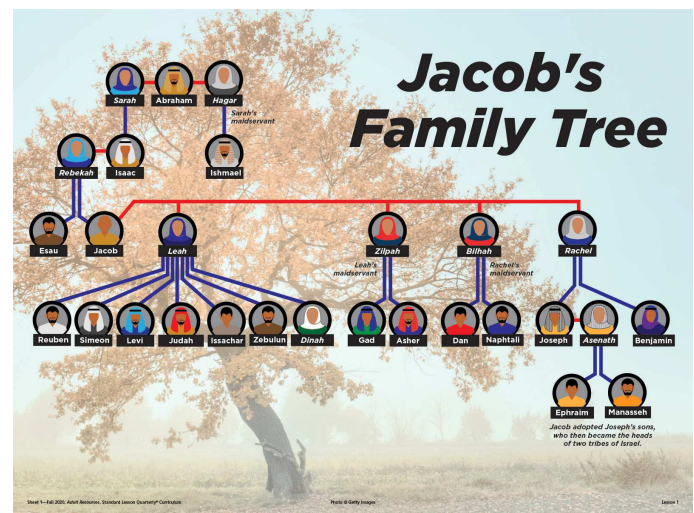 Jacob's
Family Tree
Sarah
Abraham
Hagar
Sarah's
maidservant
Rebekah
Isaac
Ishmael
Esau
Jacob
Leah
Zilpah
Bilhah
Rachel
Leah's
maidservant
Rachel's
maidservant
Reuben
Simeon
Levi
Judah
Issachar
Zebulun
Dinah
Gad
Asher
Dan
Naphtali
Joseph
Asenath
Benjamin
Ephraim
Manasseh
Jacob adopted Joseph's sons,
who then became the heads
of two tribes of Israel.
Sheet 1—Fall 2020, Adult Resources, Standard Lesson Quarterly® Curriculum
Photo © Getty Images
Lesson 1